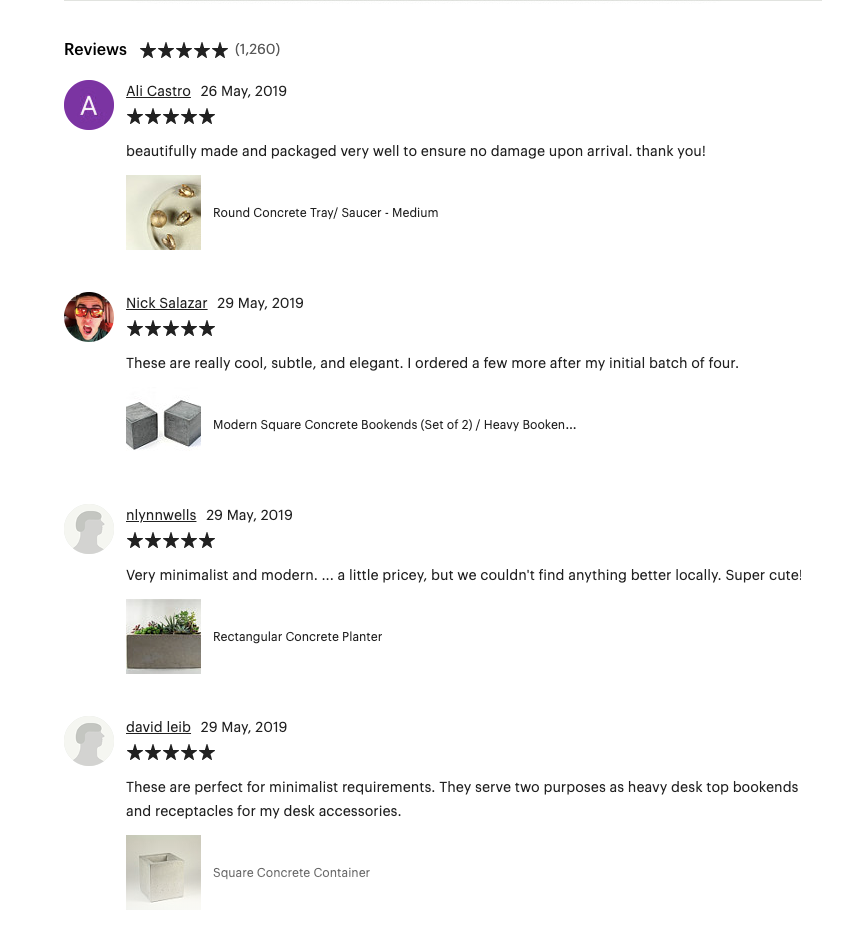 Reviews ★★★★★ (1,260)
A
Ali Castro 26 May, 2019
★★★★★
beautifully made and packaged very well to ensure no damage upon arrival. thank you!
Round Concrete Tray/ Saucer - Medium
Nick Salazar 29 May, 2019
★★★★★
These are really cool, subtle, and elegant. I ordered a few more after my initial batch of four.
Modern Square Concrete Bookends (Set of 2) / Heavy Booken...
nlynnwells 29 May, 2019
★★★★★
Very minimalist and modern. ... a little pricey, but we couldn't find anything better locally. Super cute!
Rectangular Concrete Planter
david leib 29 May, 2019
★★★★★
These are perfect for minimalist requirements. They serve two purposes as heavy desk top bookends
and receptacles for my desk accessories.
Square Concrete Container